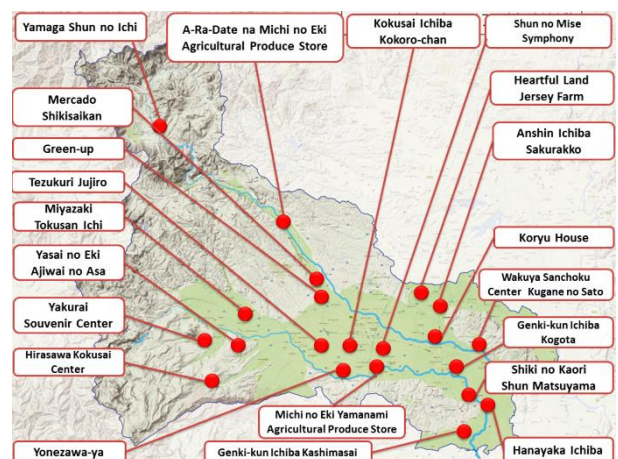 Yamaga Shun no Ichi
A-Ra-Date na Michi no Eki
Agricultural Produce Store
Kokusai Ichiba
Kokoro-chan
Shun no Mise
Symphony
Mercado
Shikisaikan
Heartful Land
Jersey Farm
Green-up
Anshin Ichiba
Sakurakko
Tezukuri Jujiro
Miyazaki
Tokusan Ichi
Koryu House
Yasai no Eki
Ajiwai no Asa
Wakuya Sanchoku
Center Kugane no Sato
Yakurai
Souvenir Center
Genki-kun Ichiba
Kogota
Hirasawa Kokusai
Center
Shiki no Kaori
Shun Matsuyama
Michi no Eki Yamanami
Agricultural Produce Store
Yonezawa-ya
Genki-kun Ichiba Kashimasai
Hanayaka Ichiba